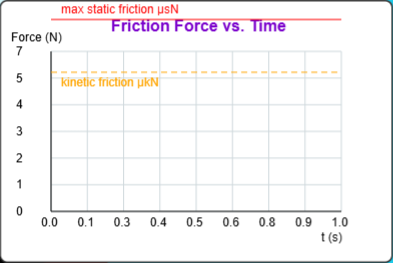 max static friction μsN
Friction Force vs. Time
Force (N)
7
kinetic friction μkN
5
4
3
2
1
0
0.0 0.1 0.3 0.4 0.5 0.6 0.8 0.9 1.0
t (s)